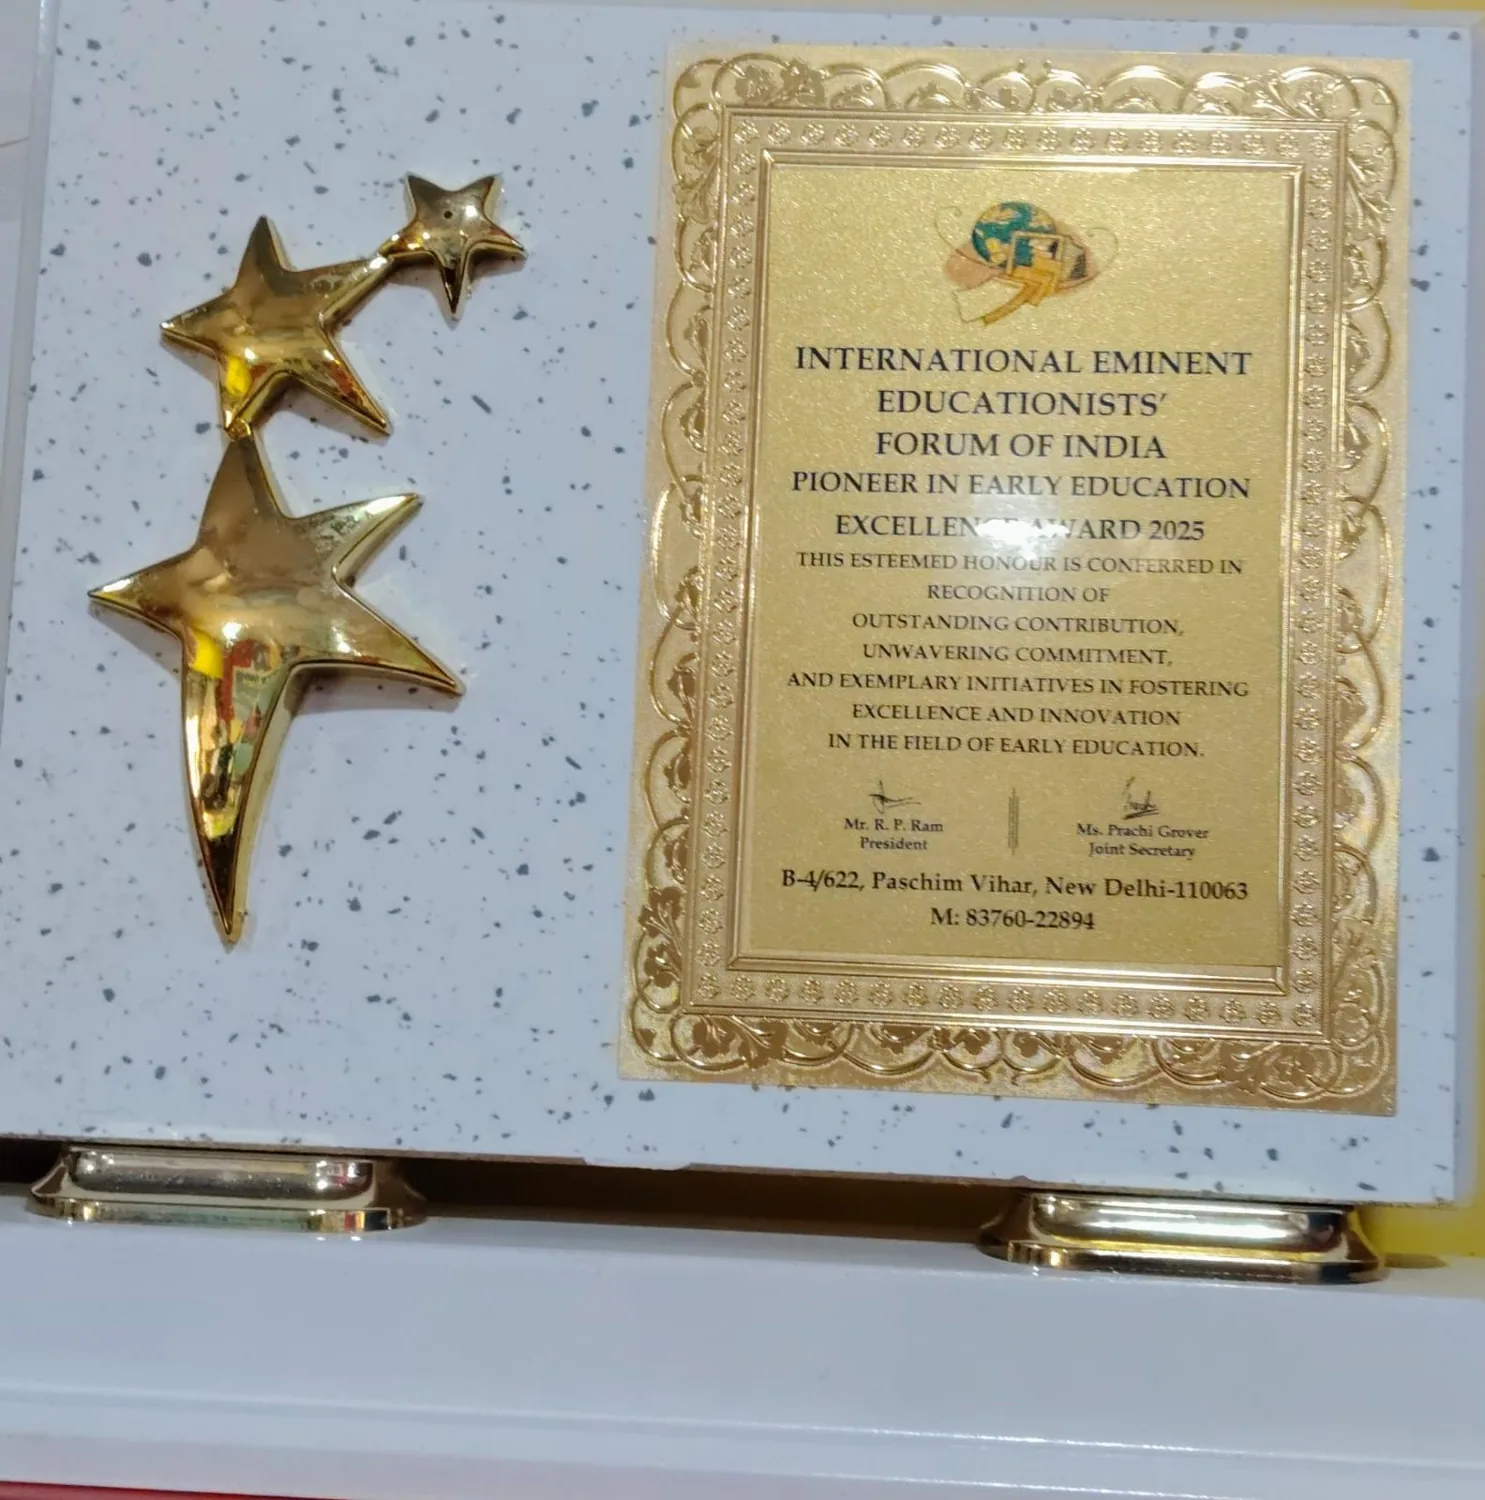 INTERNATIONAL EMINENT
EDUCATIONISTS'
FORUM OF INDIA
PIONEER IN EARLY EDUCATION
EXCELLENCE AWARD 2025
THIS ESTEEMED HONOUR IS CONFERRED IN
RECOGNITION OF
OUTSTANDING CONTRIBUTION,
UNWAVERING COMMITMENT,
AND EXEMPLARY INITIATIVES IN FOSTERING
EXCELLENCE AND INNOVATION
IN THE FIELD OF EARLY EDUCATION.
Mr. R. P. Ram
President
Ms. Prachi Grover
Joint Secretary
B-4/622, Paschim Vihar, New Delhi-110063
M: 83760-22894